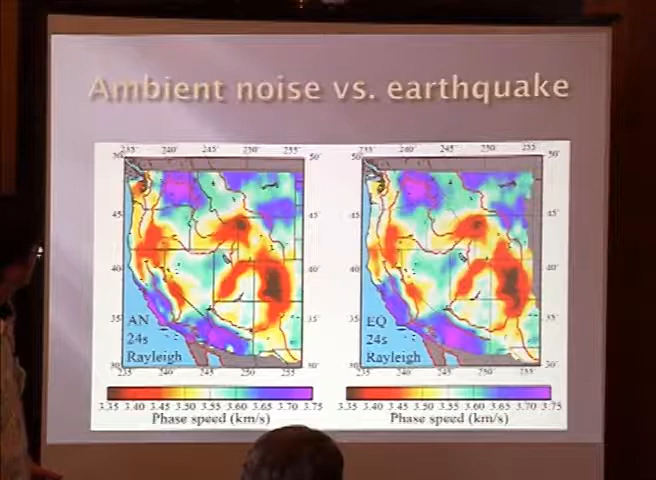 Ambient noise vs. earthquake
235° 240° 245° 250° 255°
50° 50°
45° 45°
40° 40°
35° 35°
AN
24s
Rayleigh
30° 30°
235° 240° 245° 250° 255°
3.35 3.40 3.45 3.50 3.55 3.60 3.65 3.70 3.75
Phase speed (km/s)
235° 240° 245° 250° 255°
50° 50°
45° 45°
40° 40°
35° 35°
EQ
24s
Rayleigh
30° 30°
235° 240° 245° 250° 255°
3.35 3.40 3.45 3.50 3.55 3.60 3.65 3.70 3.75
Phase speed (km/s)